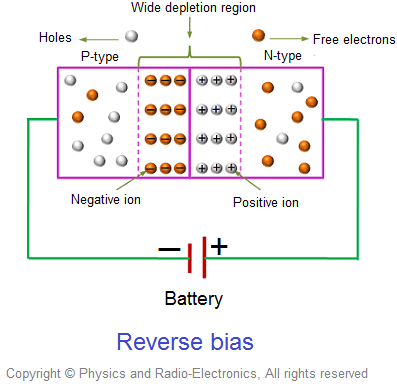 Wide depletion region
Holes
Free electrons
P-type
N-type
Negative ion
Positive ion
− +
Battery
Reverse bias
Copyright © Physics and Radio-Electronics, All rights reserved